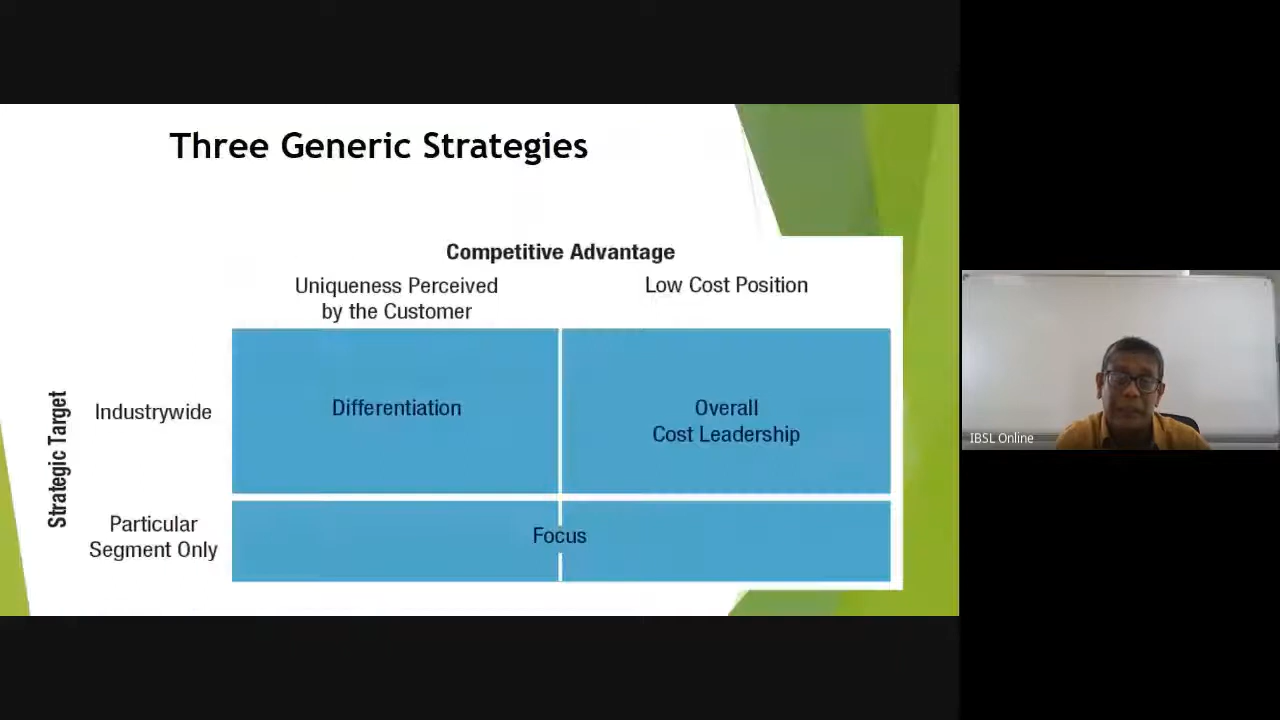 Three Generic Strategies
Competitive Advantage
Uniqueness Perceived
by the Customer
Low Cost Position
Strategic Target
Industrywide
Differentiation
Overall
Cost Leadership
Particular
Segment Only
Focus
IBSL Online